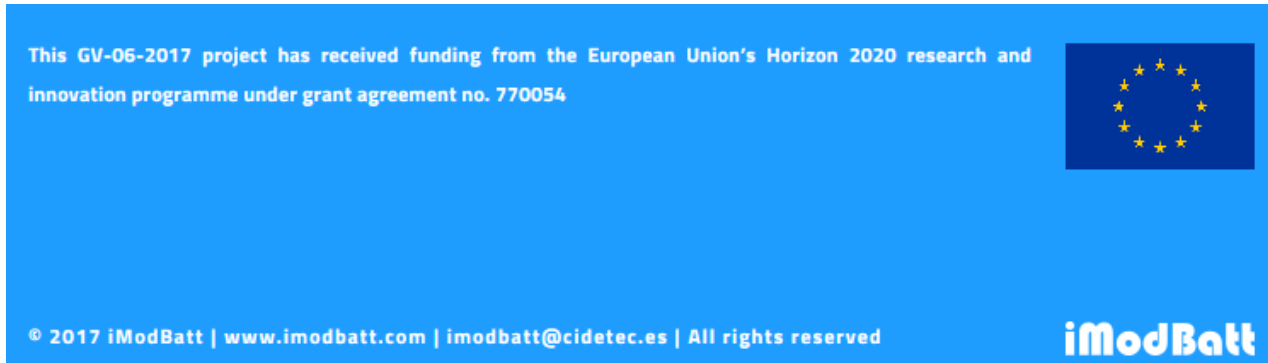 This GV-06-2017 project has received funding from the European Union’s Horizon 2020 research and
innovation programme under grant agreement no. 770054
© 2017 iModBatt | www.imodbatt.com | imodbatt@cidetec.es | All rights reserved
iModBatt